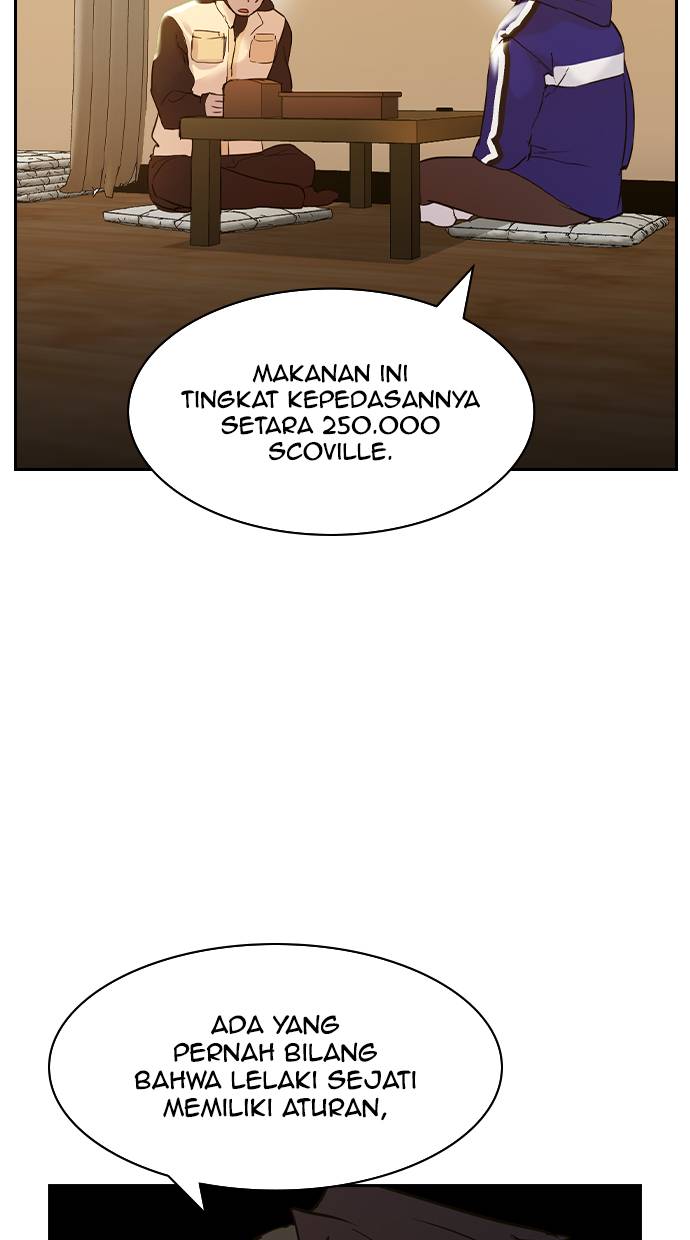 MAKANAN INI
TINGKAT KEPEDASANNYA
SETARA 250.000
SCOVILLE.
ADA YANG
PERNAH BILANG
BAHWA LELAKI SEJATI
MEMILIKI ATURAN,